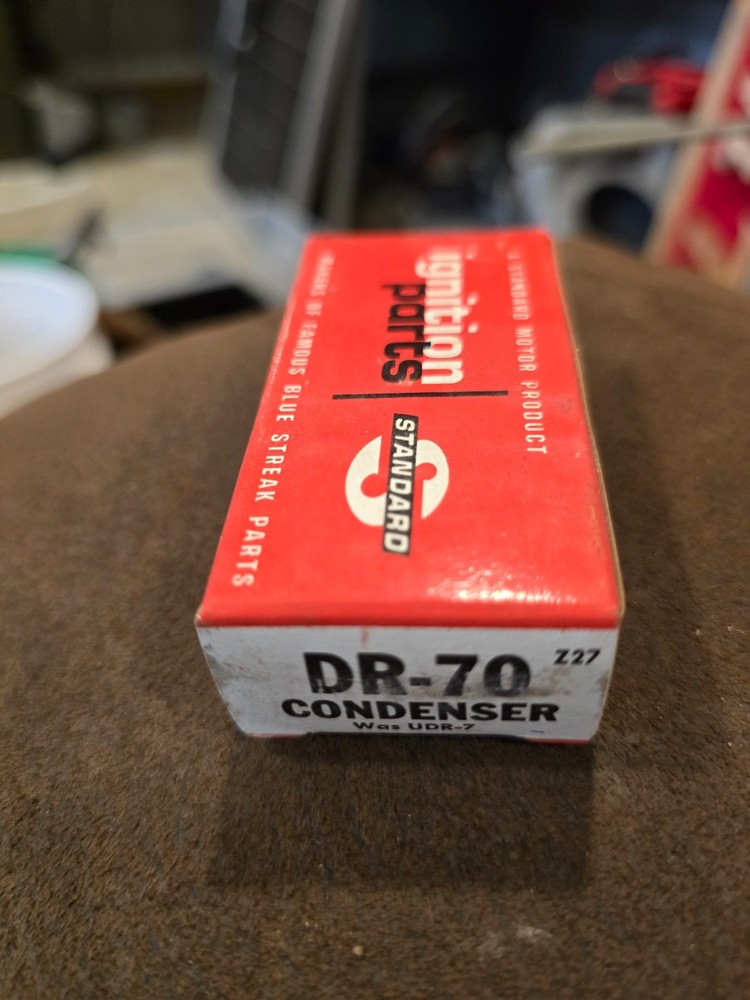 A STANDARD MOTOR PRODUCT
ignition
parts
STANDARD
MAKERS OF FAMOUS BLUE STREAK PARTS
DR-70
Z27
CONDENSER
Was UDR-7